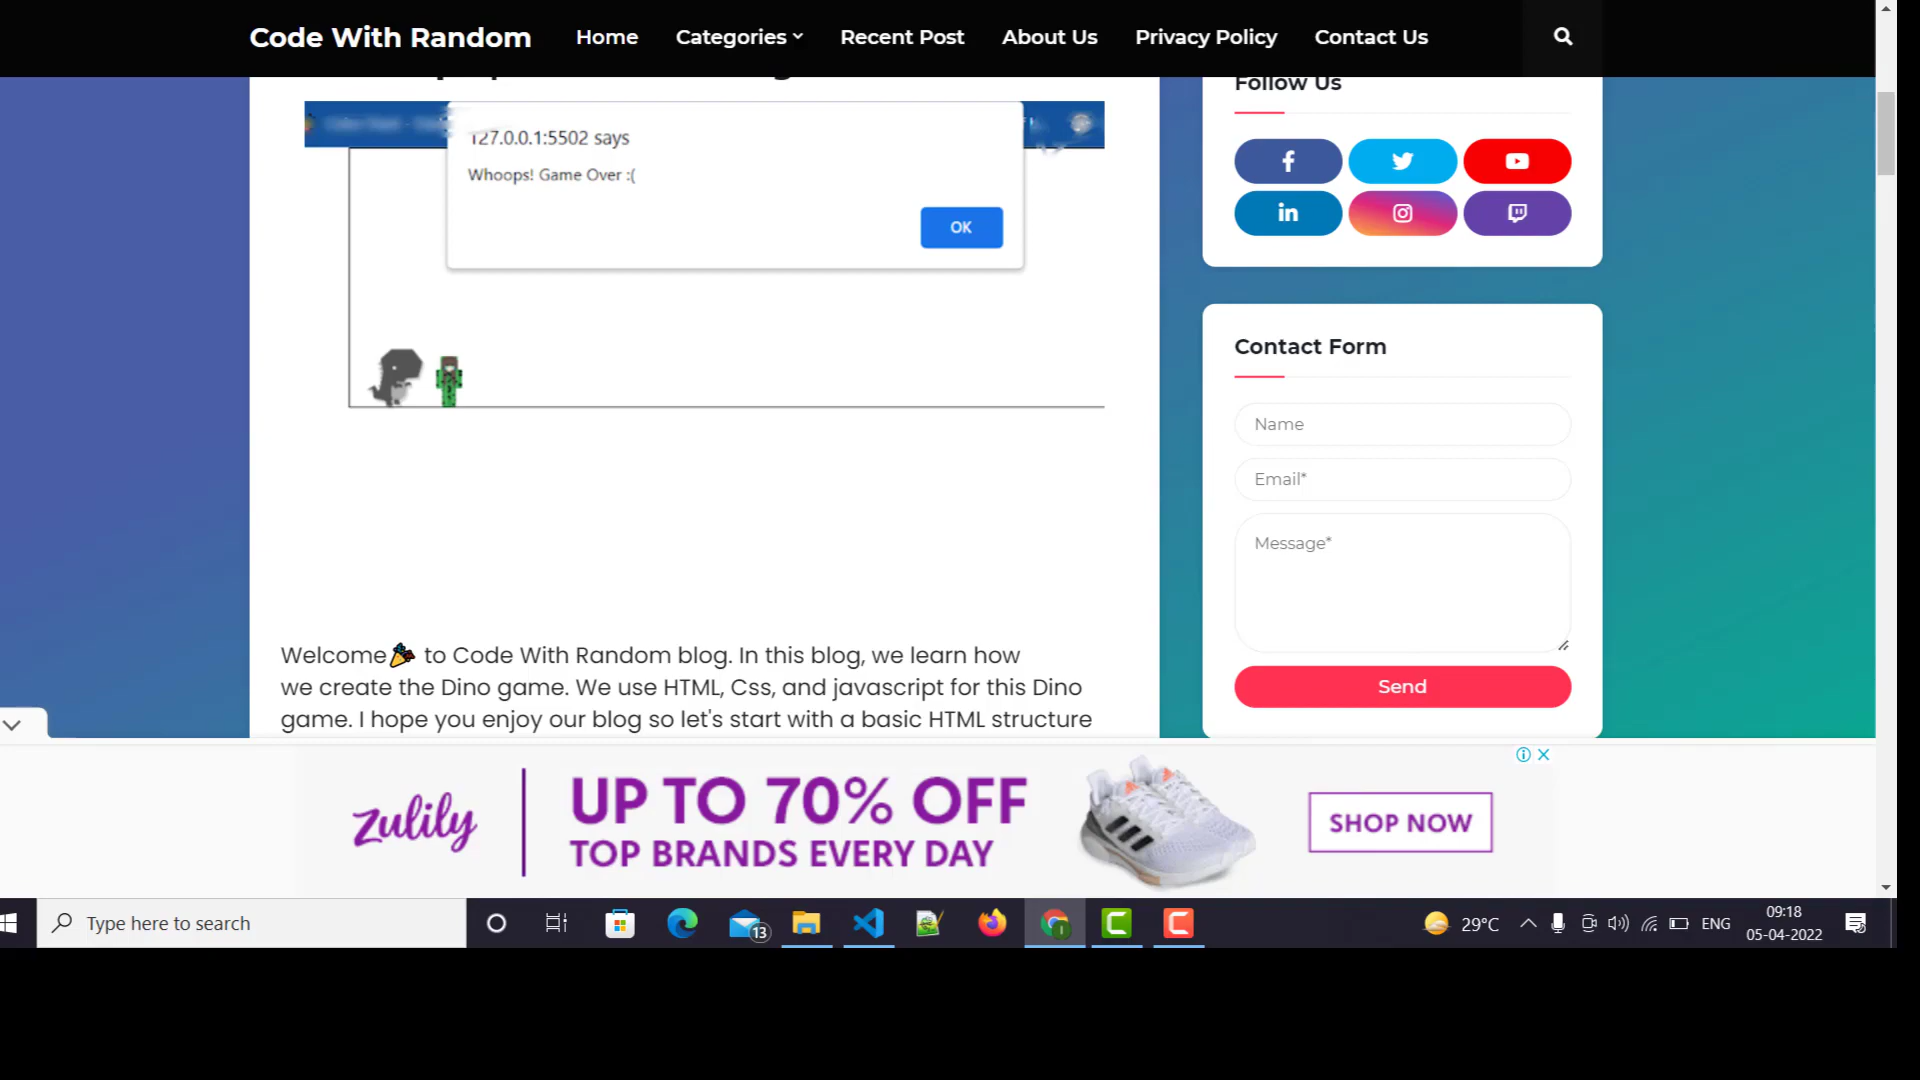 Code With Random
Home
Categories
Recent Post
About Us
Privacy Policy
Contact Us
127.0.0.1:5502 says
Whoops! Game Over :(
OK
Follow Us
Contact Form
Name
Email*
Message*
Send
Welcome🎉 to Code With Random blog. In this blog, we learn how
we create the Dino game. We use HTML, Css, and javascript for this Dino
game. I hope you enjoy our blog so let's start with a basic HTML structure
zulily
UP TO 70% OFF
TOP BRANDS EVERY DAY
SHOP NOW
Type here to search
13
29°C
ENG
09:18
05-04-2022